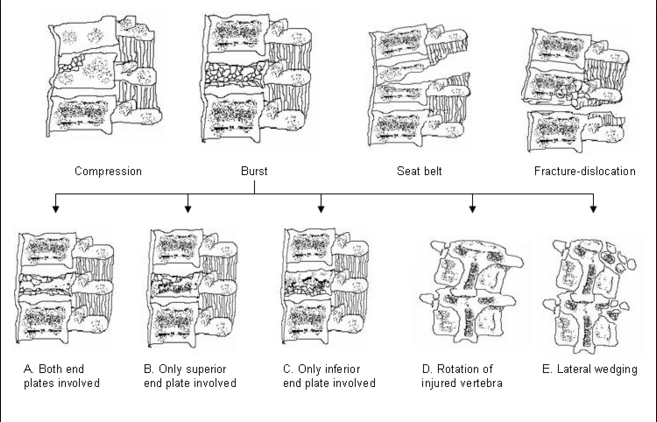 Compression
Burst
Seat belt
Fracture-dislocation
A. Both end
plates involved
B. Only superior
end plate involved
C. Only inferior
end plate involved
D. Rotation of
injured vertebra
E. Lateral wedging